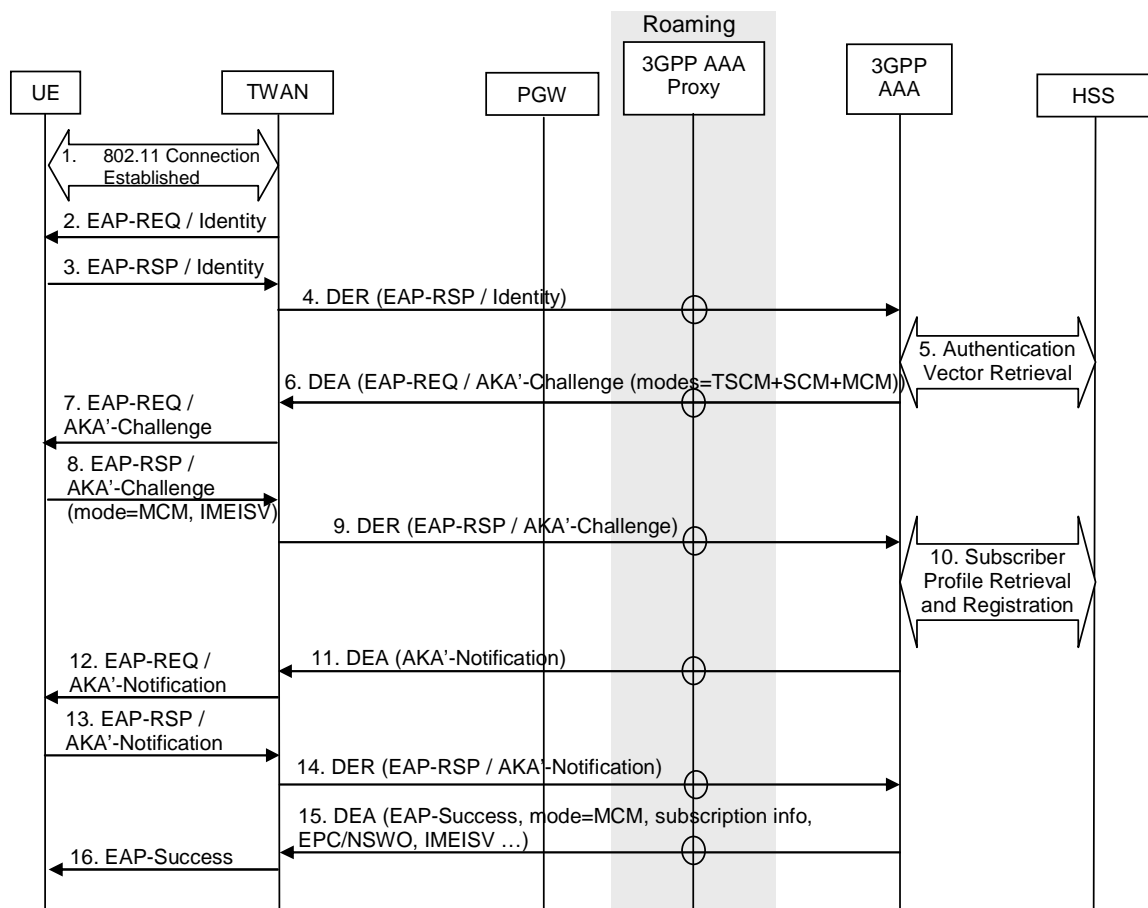 Roaming
UE
TWAN
PGW
3GPP AAA
Proxy
3GPP
AAA
HSS
1. 802.11 Connection
Established
2. EAP-REQ / Identity
3. EAP-RSP / Identity
4. DER (EAP-RSP / Identity)
5. Authentication
Vector Retrieval
6. DEA (EAP-REQ / AKA’-Challenge (modes=TSCM+SCM+MCM))
7. EAP-REQ /
AKA’-Challenge
8. EAP-RSP /
AKA’-Challenge
(mode=MCM, IMEISV)
9. DER (EAP-RSP / AKA’-Challenge)
10. Subscriber
Profile Retrieval
and Registration
11. DEA (AKA’-Notification)
12. EAP-REQ /
AKA’-Notification
13. EAP-RSP /
AKA’-Notification
14. DER (EAP-RSP / AKA’-Notification)
15. DEA (EAP-Success, mode=MCM, subscription info,
EPC/NSWO, IMEISV …)
16. EAP-Success